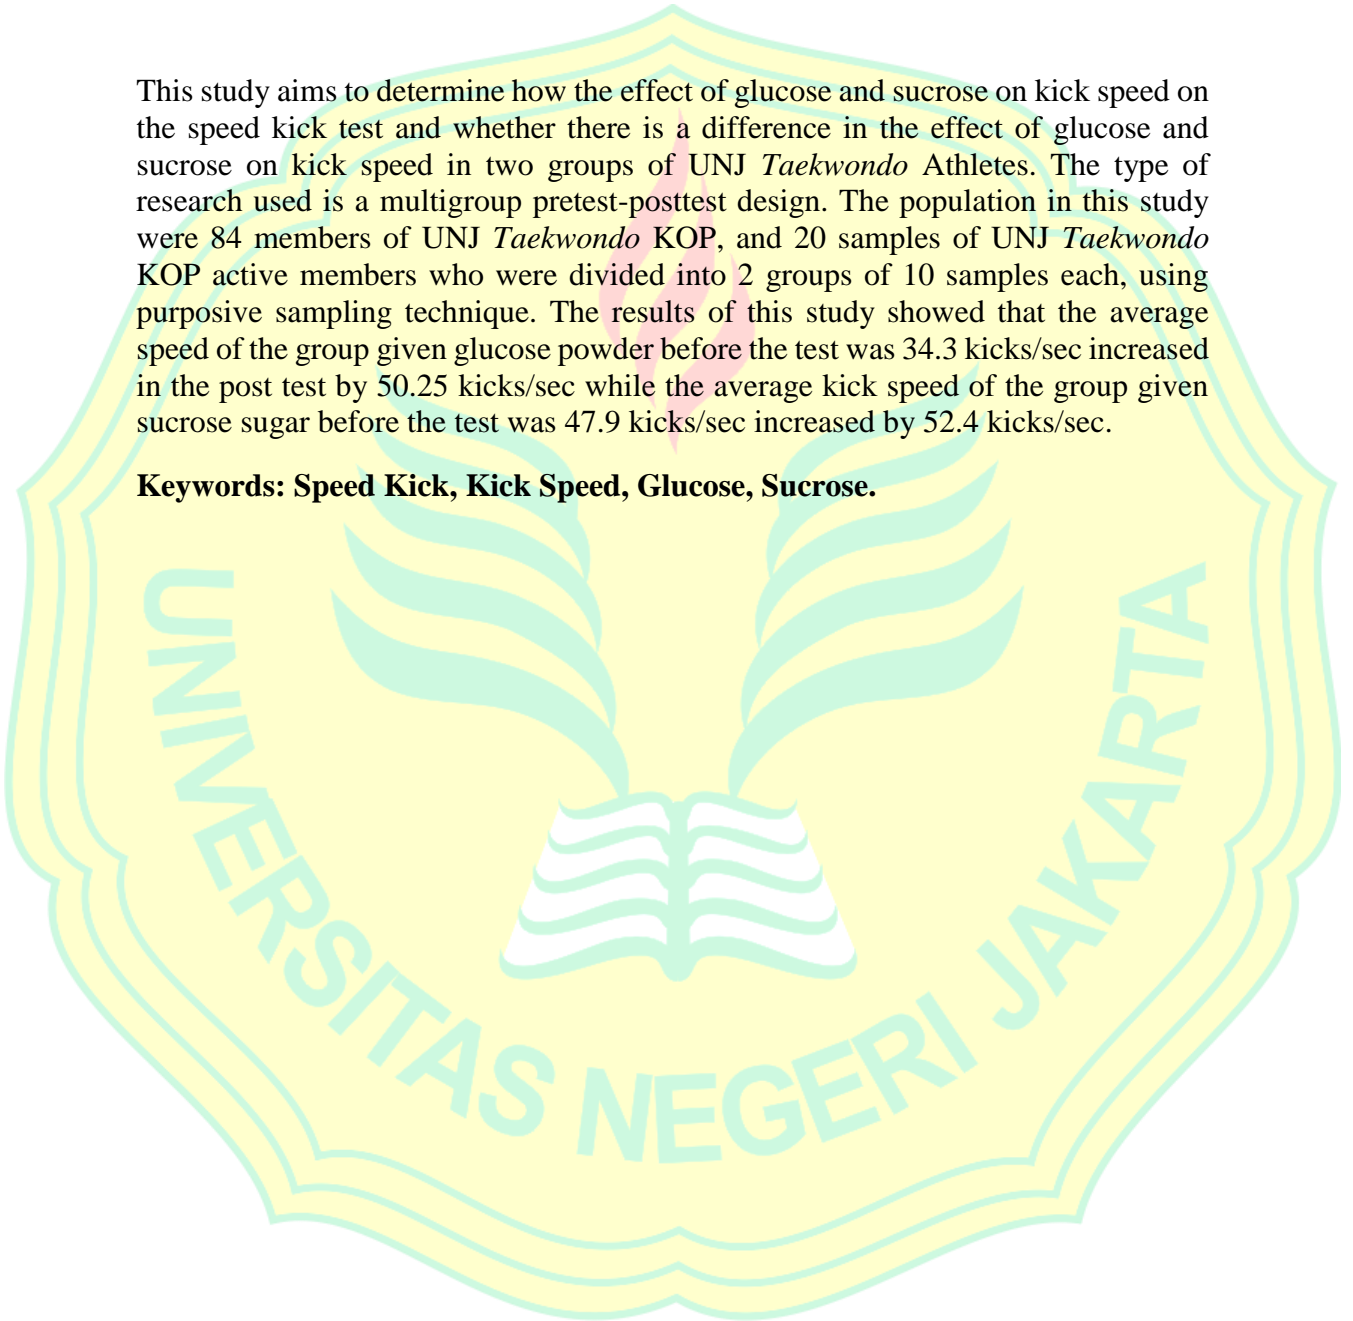 This study aims to determine how the effect of glucose and sucrose on kick speed on
the speed kick test and whether there is a difference in the effect of glucose and
sucrose on kick speed in two groups of UNJ Taekwondo Athletes. The type of
research used is a multigroup pretest-posttest design. The population in this study
were 84 members of UNJ Taekwondo KOP, and 20 samples of UNJ Taekwondo
KOP active members who were divided into 2 groups of 10 samples each, using
purposive sampling technique. The results of this study showed that the average
speed of the group given glucose powder before the test was 34.3 kicks/sec increased
in the post test by 50.25 kicks/sec while the average kick speed of the group given
sucrose sugar before the test was 47.9 kicks/sec increased by 52.4 kicks/sec.
Keywords: Speed Kick, Kick Speed, Glucose, Sucrose.
UNIVERSITAS NEGERI JAKARTA